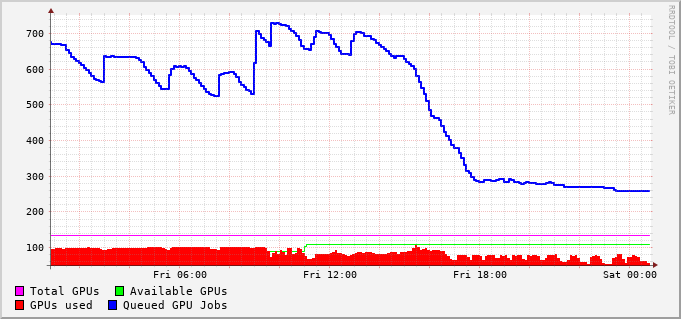 700
600
500
400
300
200
100
Fri 06:00 Fri 12:00 Fri 18:00 Sat 00:00
Total GPUs Available GPUs
GPUs used Queued GPU Jobs
RRDTOOL / TOBI OETIKER